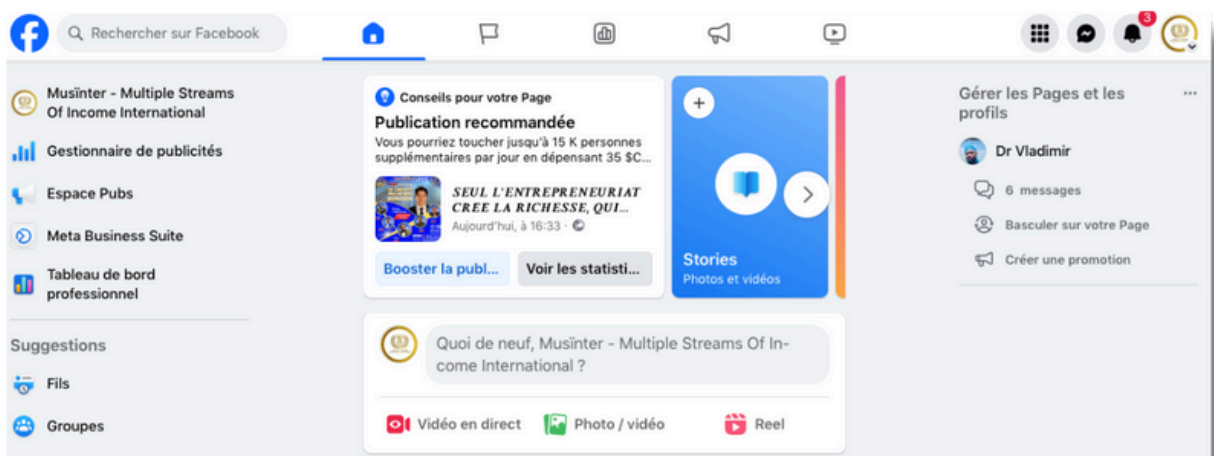 Rechercher sur Facebook
3
Musïnter - Multiple Streams
Of Income International
Gestionnaire de publicités
Espace Pubs
Meta Business Suite
Tableau de bord
professionnel
Suggestions
Fils
Groupes
Conseils pour votre Page
Publication recommandée
Vous pourriez toucher jusqu'à 15 K personnes
supplémentaires par jour en dépensant 35 $C...
SEUL L'ENTREPRENEURIAT
CREE LA RICHESSE, QUI...
Aujourd'hui, à 16:33 ·
Booster la publ...
Voir les statisti...
Stories
Photos et vidéos
Quoi de neuf, Musïnter - Multiple Streams Of In-
come International ?
Vidéo en direct
Photo / vidéo
Reel
Gérer les Pages et les
profils
Dr Vladimir
6 messages
Basculer sur votre Page
Créer une promotion